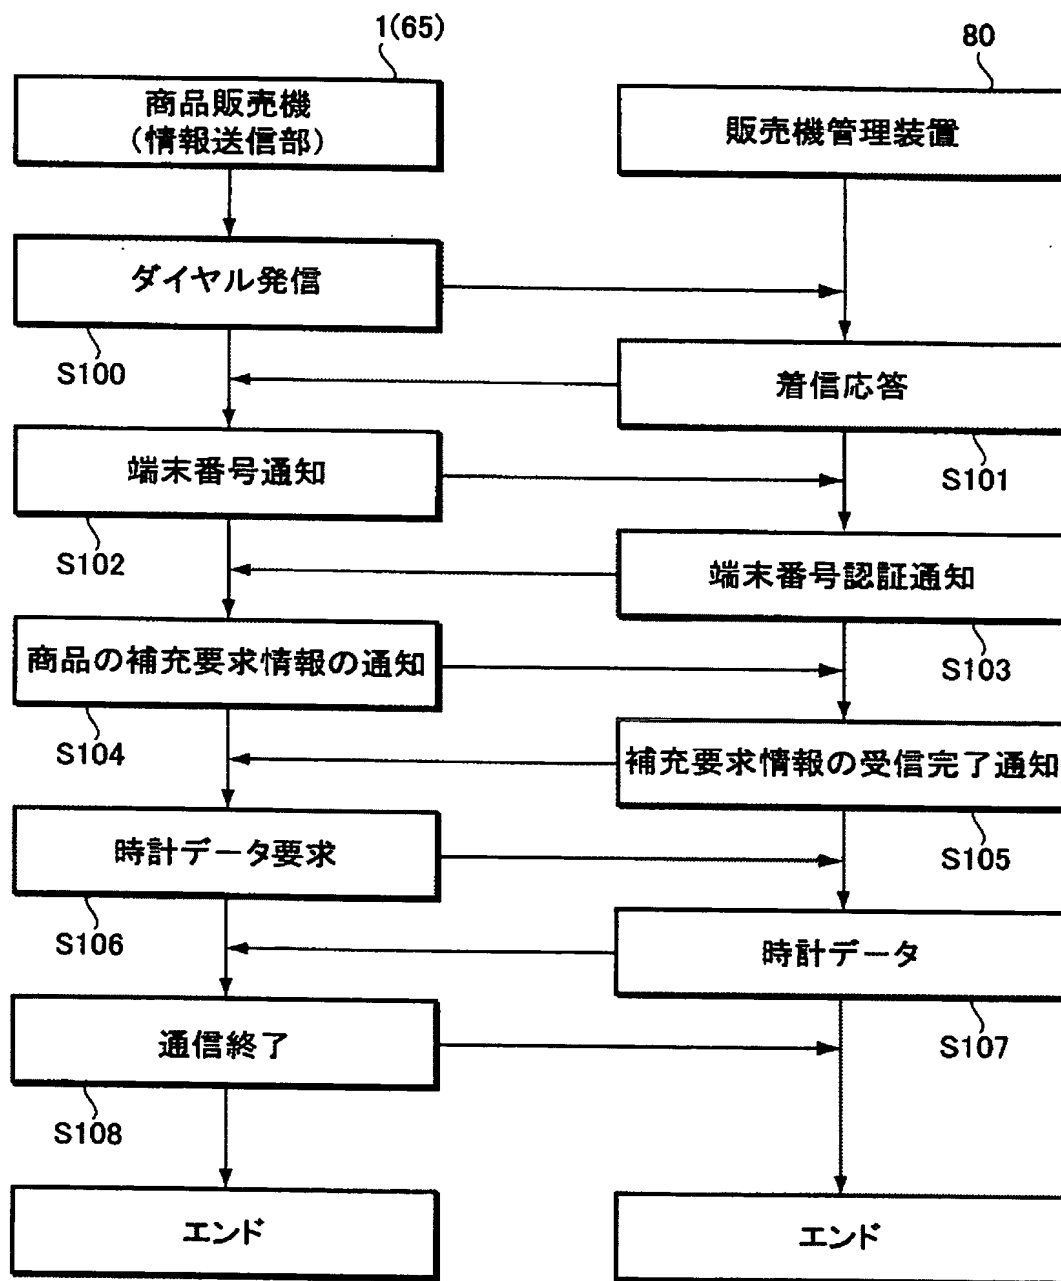 1(65)
80
商品販売機
(情報送信部)
販売機管理装置
ダイヤル発信
S100
着信応答
S101
端末番号通知
S102
端末番号認証通知
S103
商品の補充要求情報の通知
S104
補充要求情報の受信完了通知
S105
時計データ要求
S106
時計データ
S107
通信終了
S108
エンド
エンド